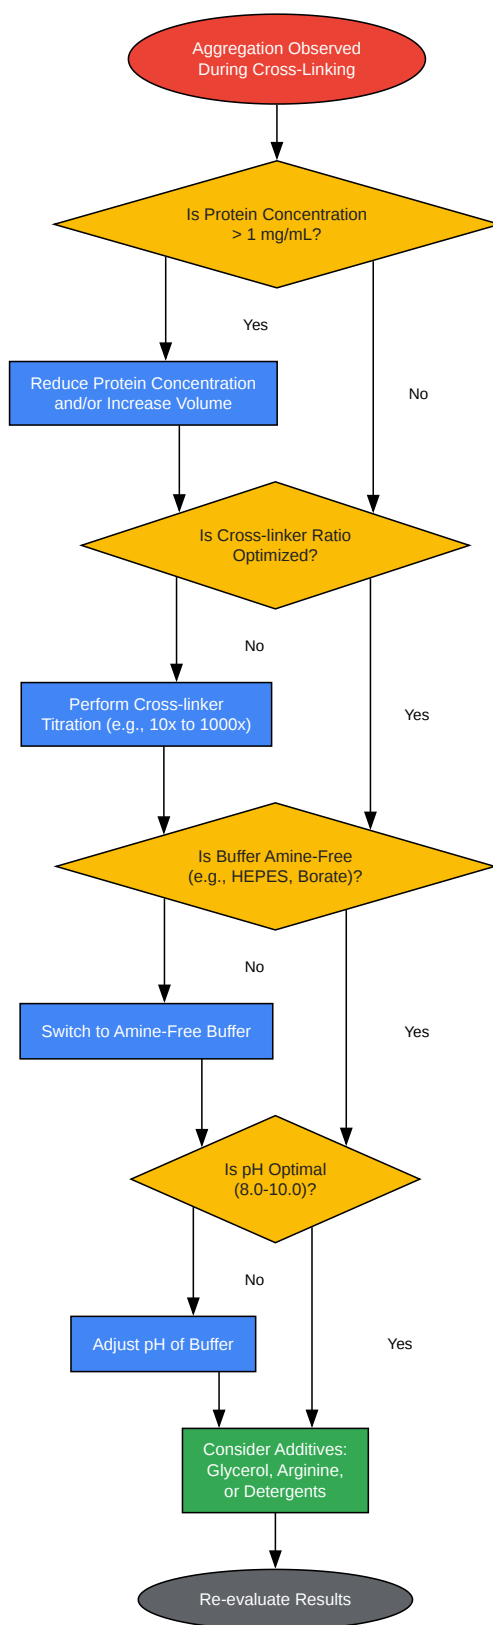 Aggregation Observed
During Cross-Linking
Is Protein Concentration
> 1 mg/mL?
Yes
Reduce Protein Concentration
and/or Increase Volume
No
Is Cross-linker Ratio
Optimized?
No
Perform Cross-linker
Titration (e.g., 10x to 1000x)
Yes
Is Buffer Amine-Free
(e.g., HEPES, Borate)?
No
Switch to Amine-Free Buffer
Yes
Is pH Optimal
(8.0-10.0)?
No
Adjust pH of Buffer
Yes
Consider Additives:
Glycerol, Arginine,
or Detergents
Re-evaluate Results